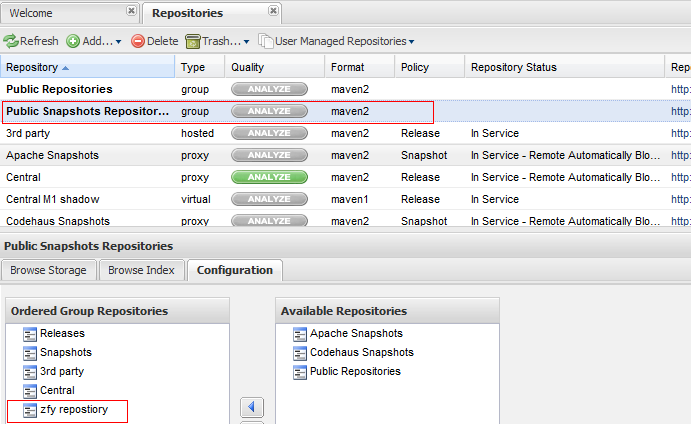 Welcome Repositories
Refresh Add... Delete Trash... User Managed Repositories
Repository Type Quality Format Policy Repository Status Repo
Public Repositories group ANALYZE maven2 http:
Public Snapshots Repositor... group ANALYZE maven2 http:
3rd party hosted ANALYZE maven2 Release In Service http:
Apache Snapshots proxy ANALYZE maven2 Snapshot In Service - Remote Automatically Blo... http:
Central proxy ANALYZE maven2 Release In Service - Remote Automatically Blo... http:
Central M1 shadow virtual ANALYZE maven1 Release In Service http:
Codehaus Snapshots proxy ANALYZE maven2 Snapshot In Service - Remote Automatically Blo... http:
Public Snapshots Repositories
Browse Storage Browse Index Configuration
Ordered Group Repositories Available Repositories
Releases Apache Snapshots
Snapshots Codehaus Snapshots
3rd party Public Repositories
Central
zfy repostiory